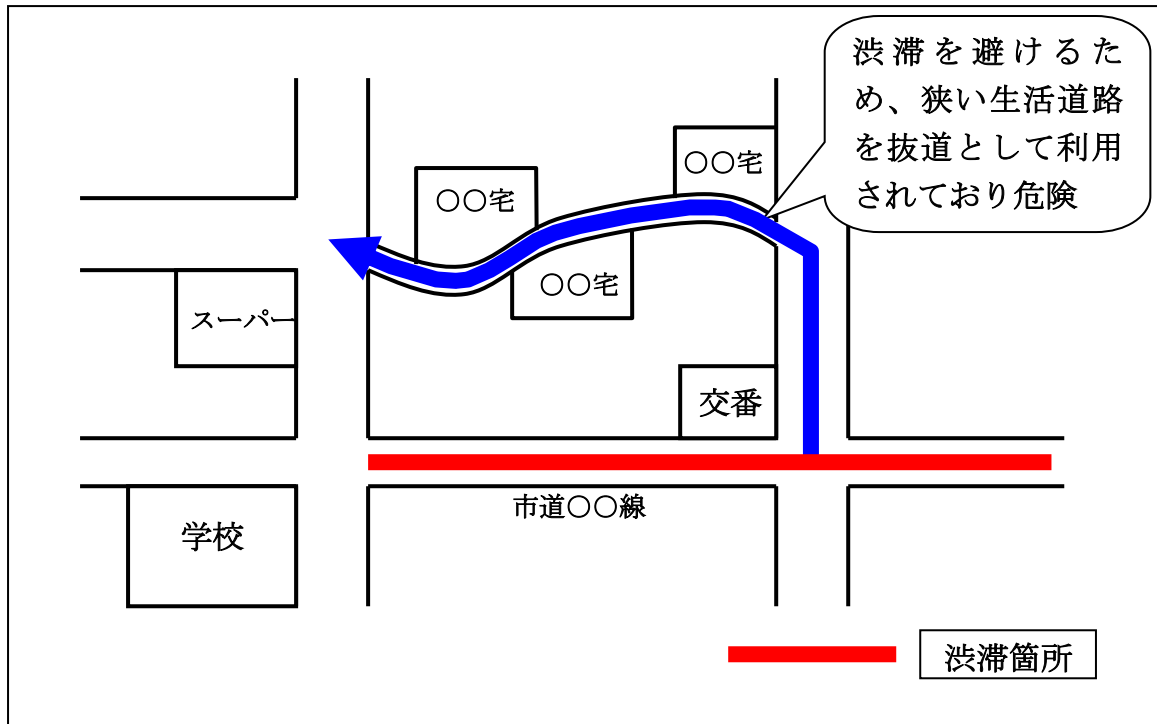 渋滞を避けるた
め、狭い生活道路
を抜道として利用
されており危険
〇〇宅
〇〇宅
〇〇宅
スーパー
交番
市道〇〇線
学校
渋滞箇所